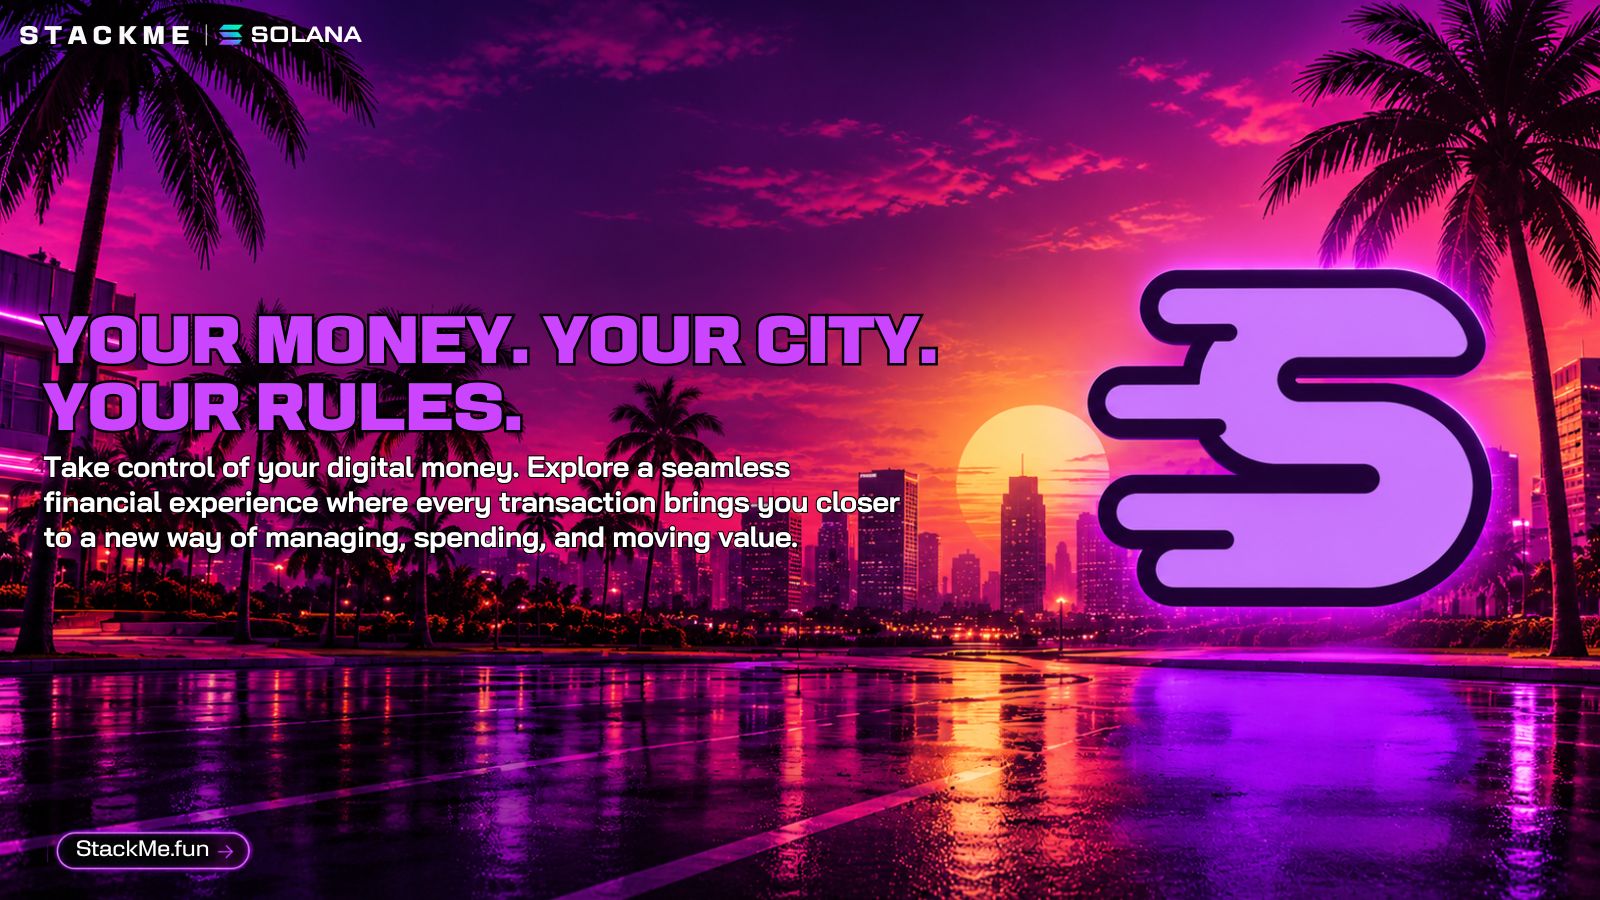 STACKME | SOLANA
YOUR MONEY. YOUR CITY.
YOUR RULES.
Take control of your digital money. Explore a seamless
financial experience where every transaction brings you closer
to a new way of managing, spending, and moving value.
StackMe.fun →